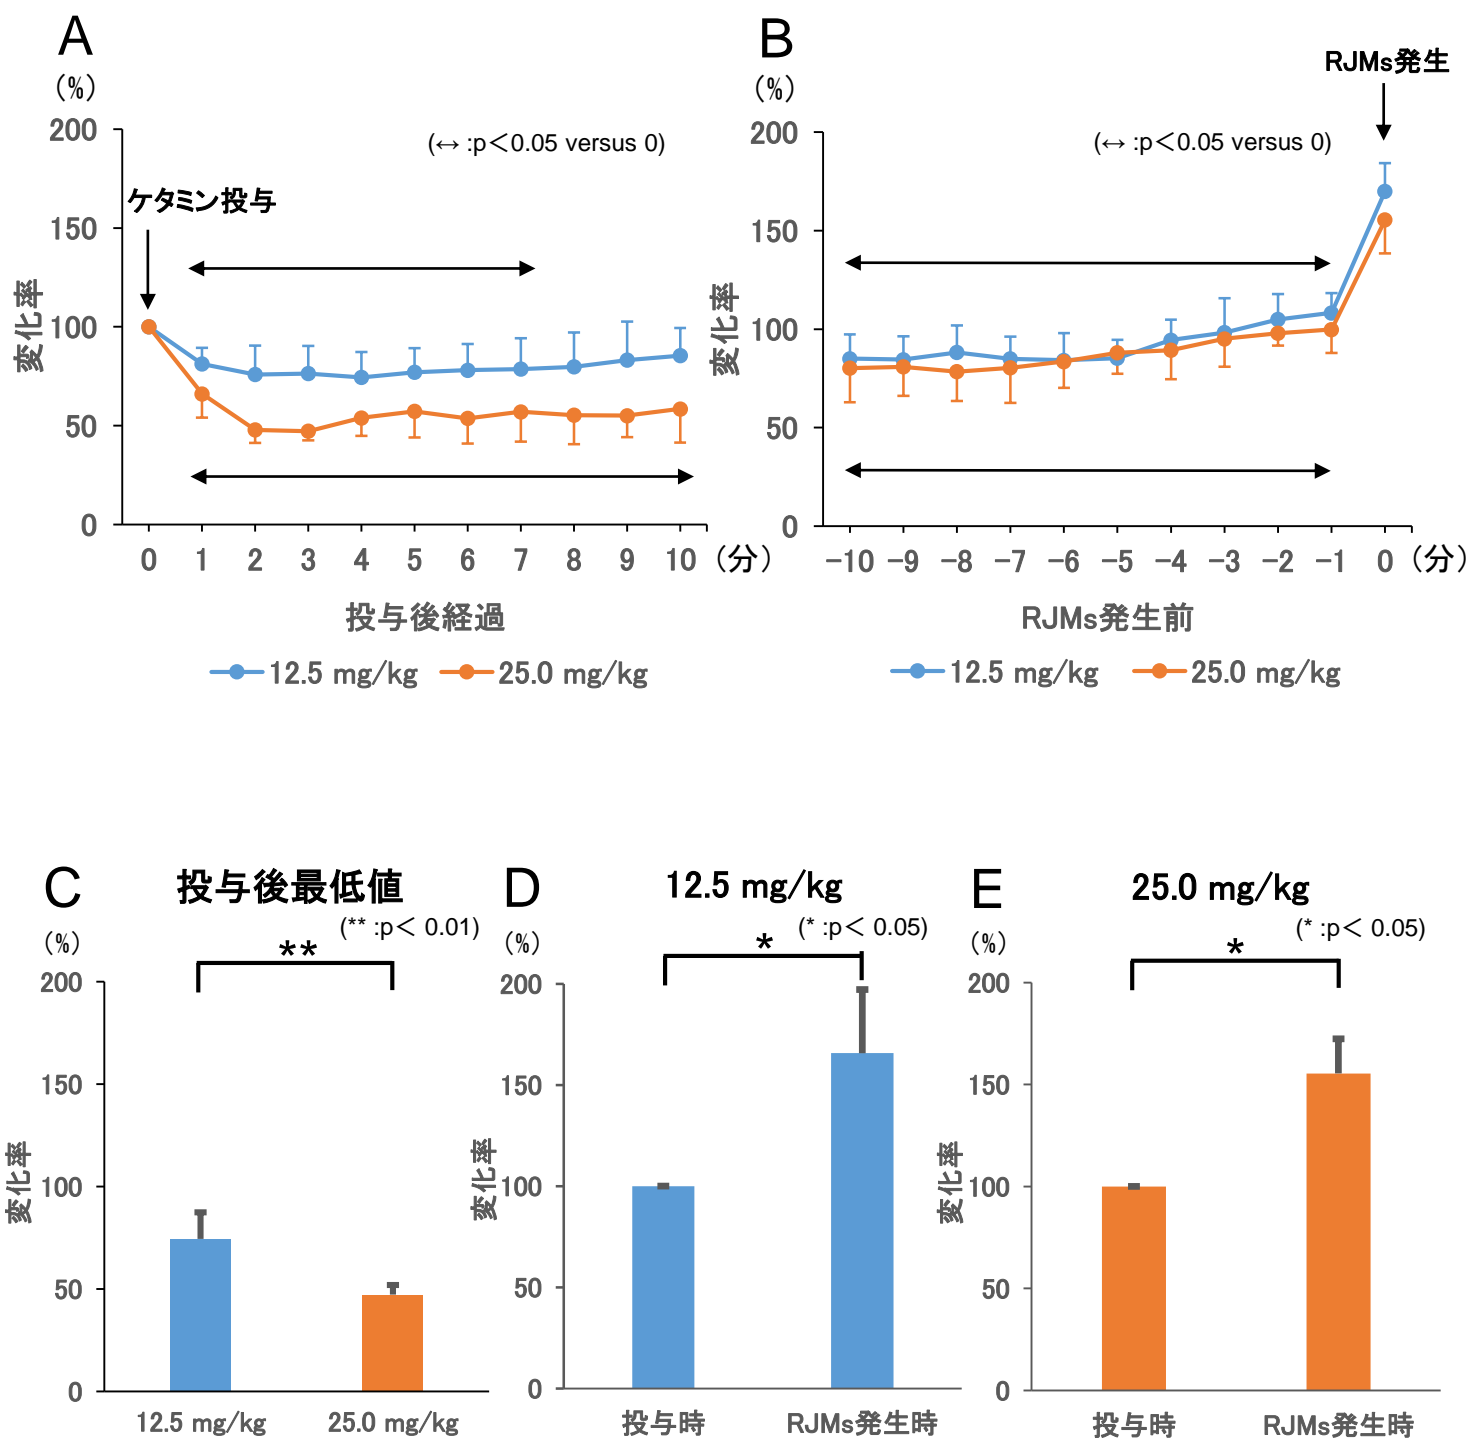 A
(%)
200
(↔ :p＜0.05 versus 0)
ケタミン投与
150
100
50
0
変化率
0 1 2 3 4 5 6 7 8 9 10 (分)
投与後経過
12.5 mg/kg 25.0 mg/kg
B
(%)
RJMs発生
200
(↔ :p＜0.05 versus 0)
150
100
50
0
変化率
-10 -9 -8 -7 -6 -5 -4 -3 -2 -1 0 (分)
RJMs発生前
12.5 mg/kg 25.0 mg/kg
C
投与後最低値
(** :p＜ 0.01)
(%)
**
200
150
100
50
0
変化率
12.5 mg/kg 25.0 mg/kg
D
12.5 mg/kg
(* :p＜ 0.05)
(%)
*
200
150
100
50
0
変化率
投与時 RJMs発生時
E
25.0 mg/kg
(* :p＜ 0.05)
(%)
*
200
150
100
50
0
変化率
投与時 RJMs発生時